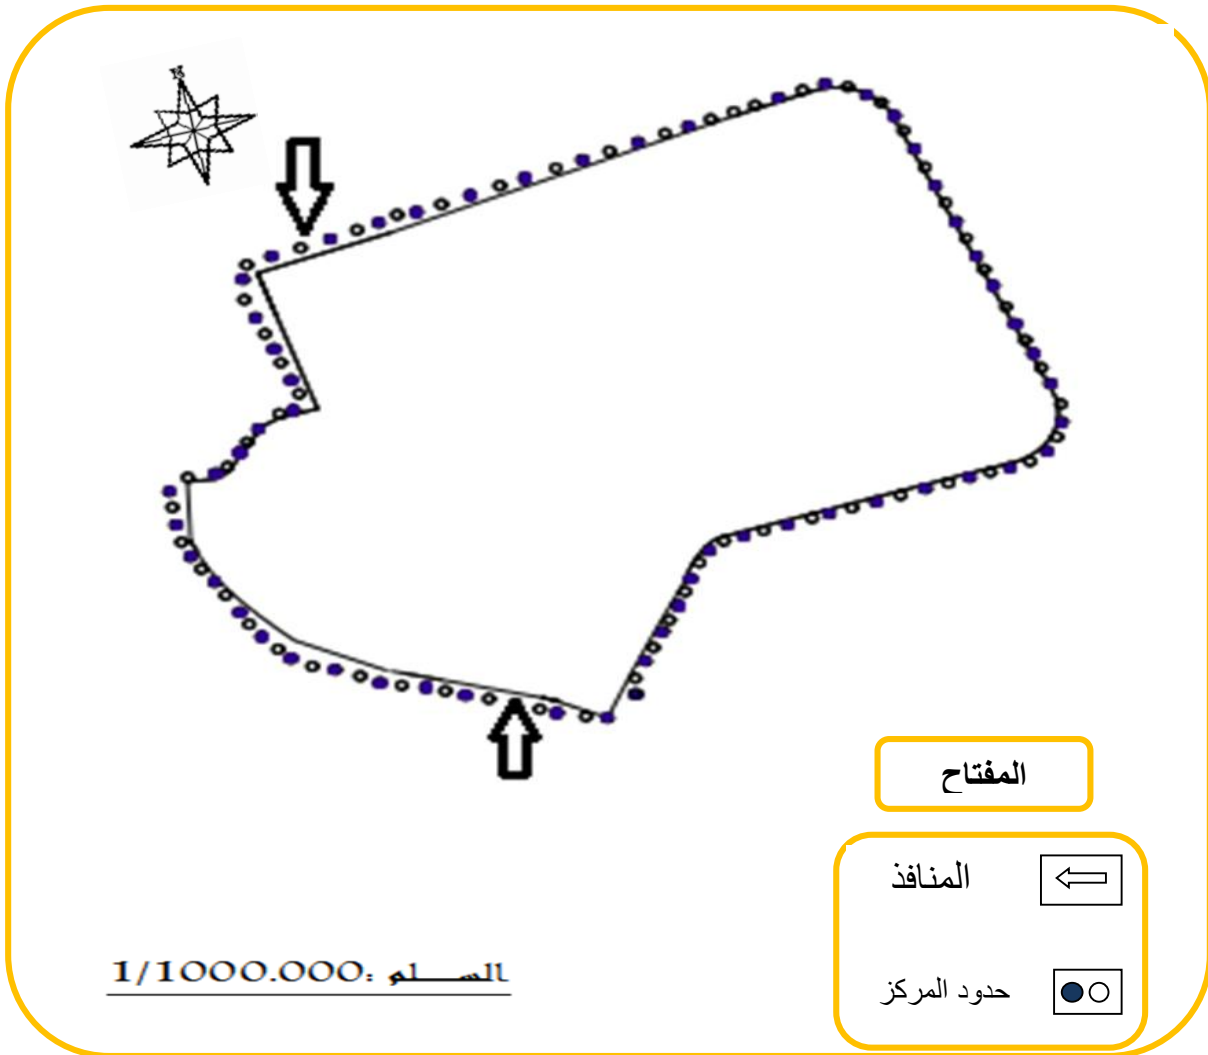 المفتاح
المنافذ
حدود المركز
السلم :1/1000.000